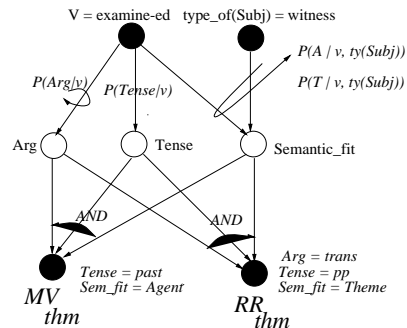 V = examine-ed type_of(Subj) = witness
P(A | v, ty(Subj))
P(Arg|v)
P(Tense|v)
P(T | v, ty(Subj))
Arg
Tense
Semantic_fit
AND
AND
Arg = trans
Tense = past
Tense = pp
Sem_fit = Agent
Sem_fit = Theme
MV thm
RR thm